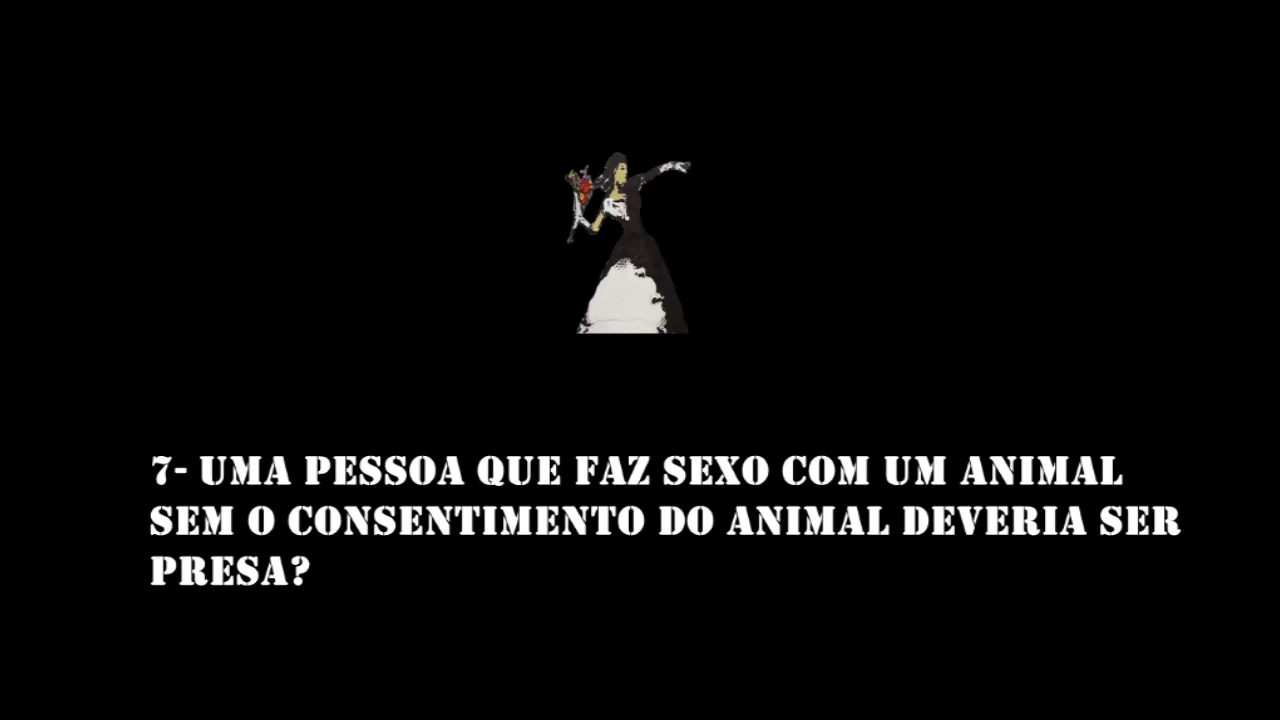 7- UMA PESSOA QUE FAZ SEXO COM UM ANIMAL
SEM O CONSENTIMENTO DO ANIMAL DEVERIA SER
PRESA?